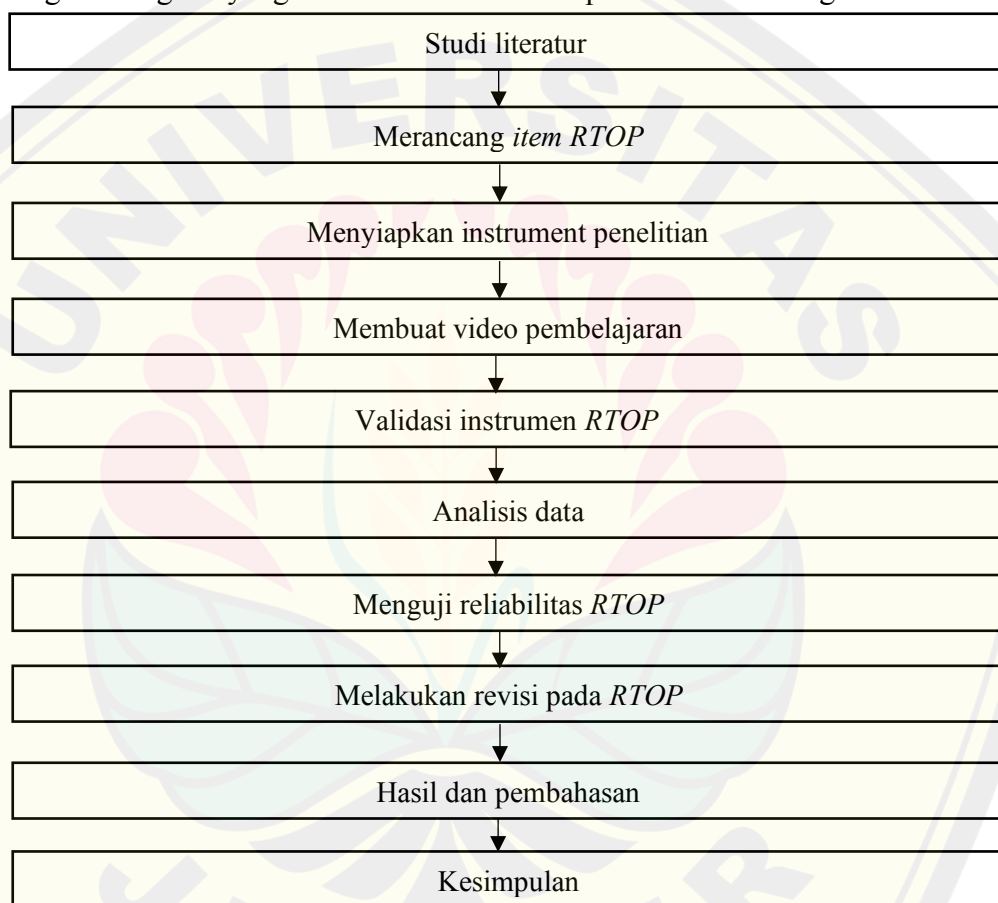 Studi literatur
Merancang item RTOP
Menyiapkan instrument penelitian
Membuat video pembelajaran
Validasi instrumen RTOP
Analisis data
Menguji reliabilitas RTOP
Melakukan revisi pada RTOP
Hasil dan pembahasan
Kesimpulan
UNIVERSITAS